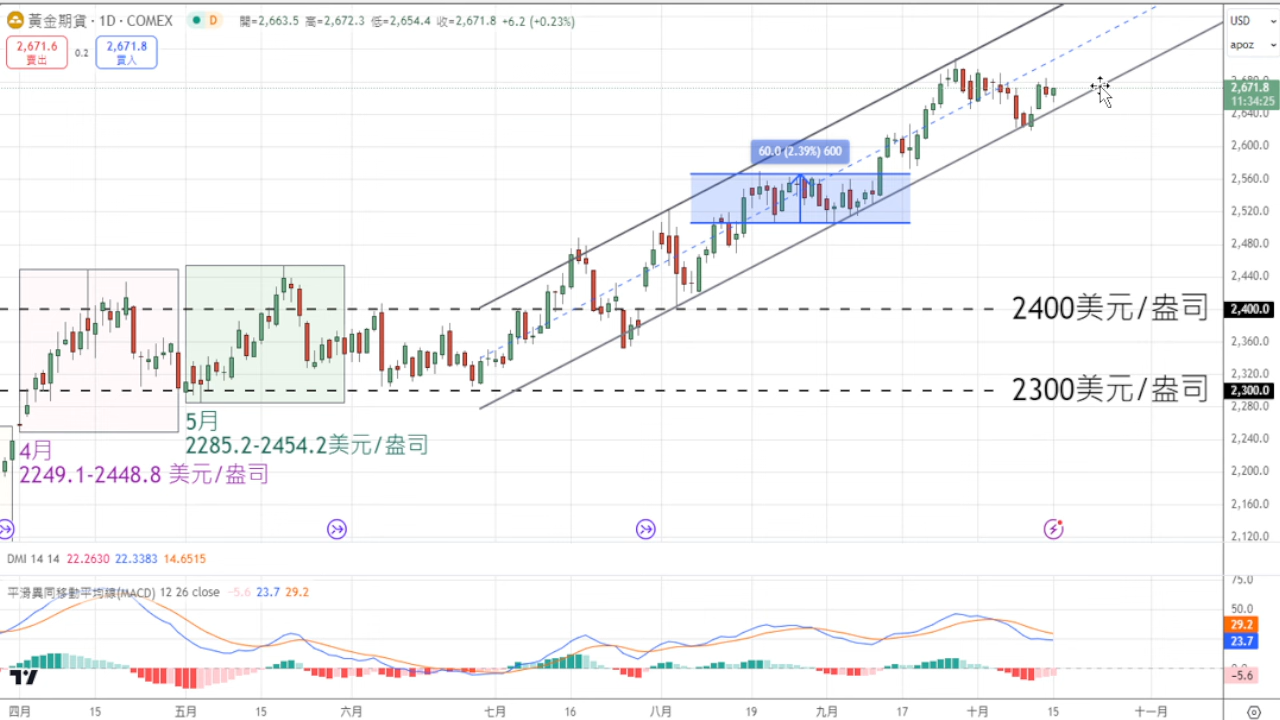 黃金期貨 · 1D · COMEX D 開=2,663.5 高=2,672.3 低=2,654.4 收=2,671.8 +6.2 (+0.23%)
USD
apoz
2,671.6
賣出
0.2
2,671.8
買入
2,680.0
2,671.8
11:34:25
2,640.0
2,600.0
60.0 (2.39%) 600
2,560.0
2,520.0
2,480.0
2,440.0
2400美元/盎司
2,400.0
2,360.0
2,320.0
2300美元/盎司
2,300.0
2,280.0
5月
2285.2-2454.2美元/盎司
4月
2249.1-2448.8 美元/盎司
2,240.0
2,200.0
2,160.0
2,120.0
DMI 14 14 22.2630 22.3383 14.6515
75.0
平滑異同移動平均線(MACD) 12 26 close -5.6 23.7 29.2
50.0
29.2
23.7
0.0
-5.6
四月 15 五月 15 六月 七月 16 八月 19 九月 17 十月 15 十一月